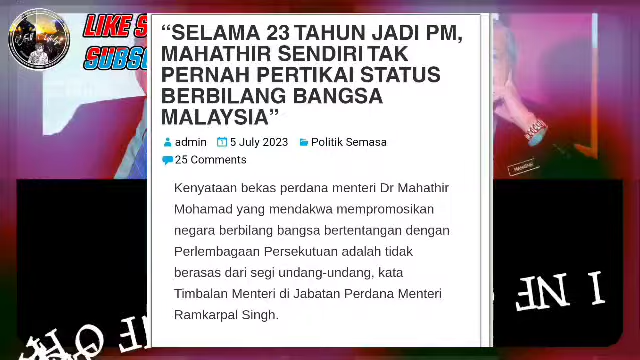 LIKE S
SUBSC
“SELAMA 23 TAHUN JADI PM,
MAHATHIR SENDIRI TAK
PERNAH PERTIKAI STATUS
BERBILANG BANGSA
MALAYSIA”
admin 5 July 2023 Politik Semasa
25 Comments
Kenyataan bekas perdana menteri Dr Mahathir
Mohamad yang mendakwa mempromosikan
negara berbilang bangsa bertentangan dengan
Perlembagaan Persekutuan adalah tidak
berasas dari segi undang-undang, kata
Timbalan Menteri di Jabatan Perdana Menteri
Ramkarpal Singh.